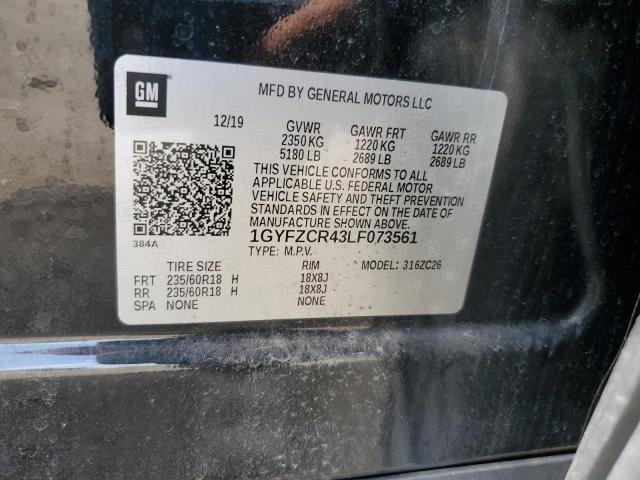 GM
MFD BY GENERAL MOTORS LLC
12/19 GVWR GAWR FRT GAWR RR
2350 KG 1220 KG 1220 KG
5180 LB 2689 LB 2689 LB
THIS VEHICLE CONFORMS TO ALL
APPLICABLE U.S. FEDERAL MOTOR
VEHICLE SAFETY AND THEFT PREVENTION
STANDARDS IN EFFECT ON THE DATE OF
MANUFACTURE SHOWN ABOVE.
384A 1GYFZCR43LF073561
TYPE: M.P.V. MODEL: 316ZC26
TIRE SIZE RIM
FRT 235/60R18 H 18X8J
RR 235/60R18 H 18X8J
SPA NONE NONE